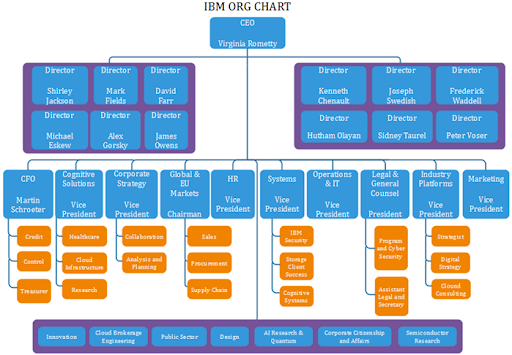 IBM ORG CHART
CEO
Virginia Rometty
Director
Shirley
Jackson
Director
Mark
Fields
Director
David
Farr
Director
Michael
Eskew
Director
Alex
Gorsky
Director
James
Owens
Director
Kenneth
Chenault
Director
Joseph
Swedish
Director
Frederick
Waddell
Director
Hutham Olayan
Director
Sidney Taurel
Director
Peter Voser
CFO
Martin
Schroeter
Cognitive
Solutions
Vice
President
Corporate
Strategy
Vice
President
Global &
EU
Markets
Chairman
HR
Vice
President
Systems
Vice
President
Operations
& IT
Vice
President
Legal &
General
Counsel
Vice
President
Industry
Platforms
Vice
President
Marketing
Vice
President
Credit
Control
Treasurer
Healthcare
Cloud
Infrastructure
Research
Collaboration
Analysis and
Planning
Sales
Procurement
Supply Chain
IBM
Security
Storage
Client
Success
Cognitive
Systems
Program
and Cyber
Security
Assistant
Legal and
Secretary
Strategist
Digital
Strategy
Clound
Consulting
Innovation
Cloud Brokerage
Engineering
Public Sector
Design
AI Research &
Quantum
Corporate Citizenship
and Affairs
Semiconductor
Research